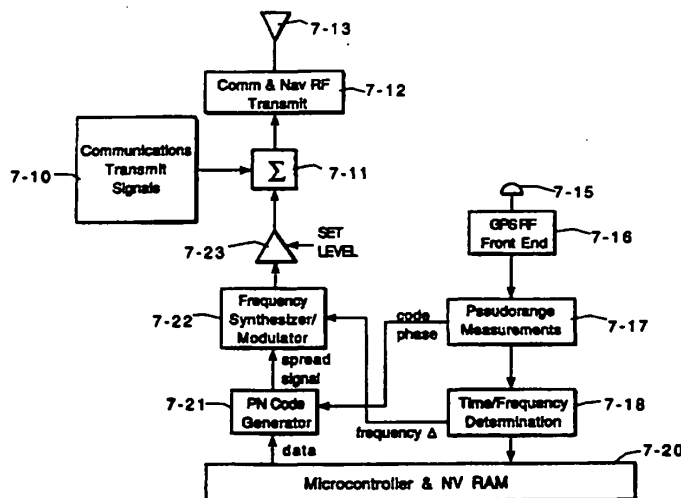 7-13
Comm & Nav RF
Transmit
7-12
Communications
Transmit
Signals
7-10
Σ
7-11
7-15
GPS RF
Front End
7-16
7-23
SET
LEVEL
Frequency
Synthesizer/
Modulator
7-22
code
phase
Pseudorange
Measurements
7-17
spread
signal
7-21
PN Code
Generator
Time/Frequency
Determination
7-18
frequency Δ
data
7-20
Microcontroller & NV RAM